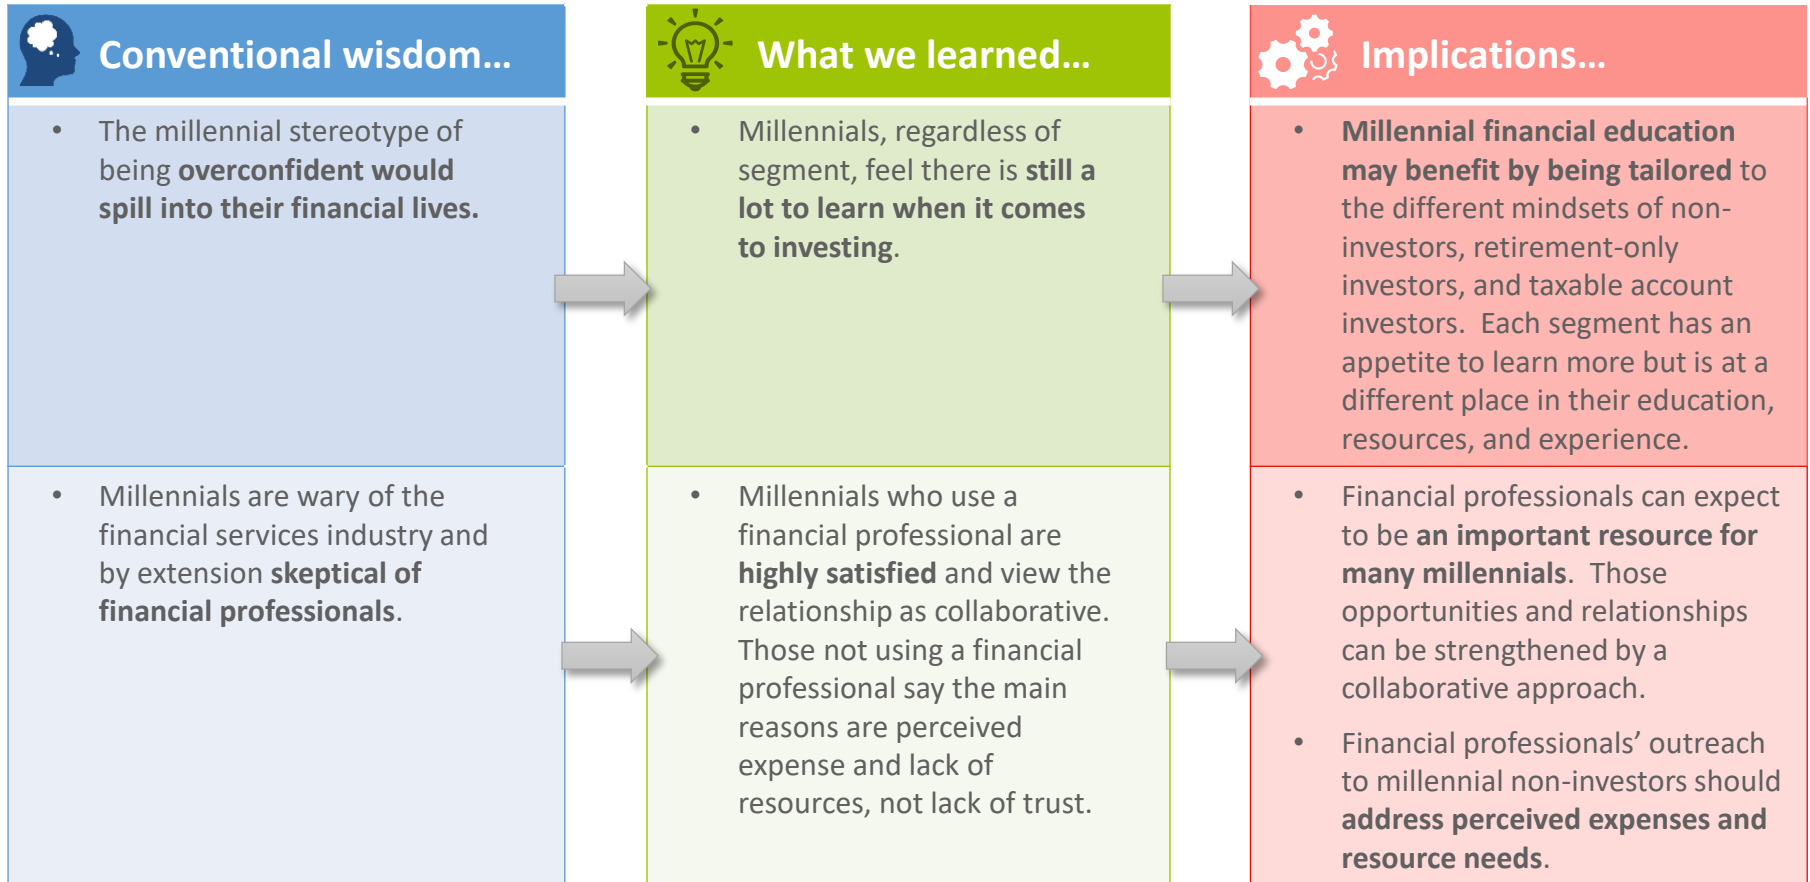 Conventional wisdom…
• The millennial stereotype of
being overconfident would
spill into their financial lives.
• Millennials are wary of the
financial services industry and
by extension skeptical of
financial professionals.
What we learned…
• Millennials, regardless of
segment, feel there is still a
lot to learn when it comes
to investing.
• Millennials who use a
financial professional are
highly satisfied and view the
relationship as collaborative.
Those not using a financial
professional say the main
reasons are perceived
expense and lack of
resources, not lack of trust.
Implications…
• Millennial financial education
may benefit by being tailored to
the different mindsets of non-
investors, retirement-only
investors, and taxable account
investors.  Each segment has an
appetite to learn more but is at a
different place in their education,
resources, and experience.
• Financial professionals can expect
to be an important resource for
many millennials.  Those
opportunities and relationships
can be strengthened by a
collaborative approach.
• Financial professionals’ outreach
to millennial non-investors should
address perceived expenses and
resource needs.